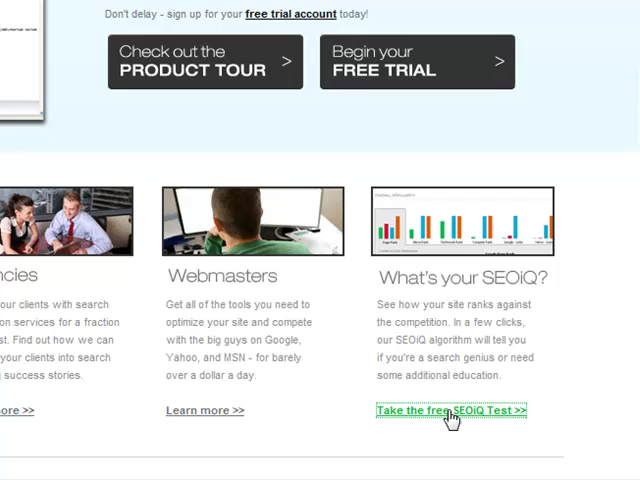 Don't delay - sign up for your free trial account today!
Check out the
PRODUCT TOUR >
Begin your
FREE TRIAL >
cies
our clients with search
on services for a fraction
st. Find out how we can
your clients into search
success stories.
ore >>
Webmasters
Get all of the tools you need to
optimize your site and compete
with the big guys on Google,
Yahoo, and MSN - for barely
over a dollar a day.
Learn more >>
What's your SEOiQ?
See how your site ranks against
the competition. In a few clicks,
our SEOiQ algorithm will tell you
if you're a search genius or need
some additional education.
Take the free SEOiQ Test >>